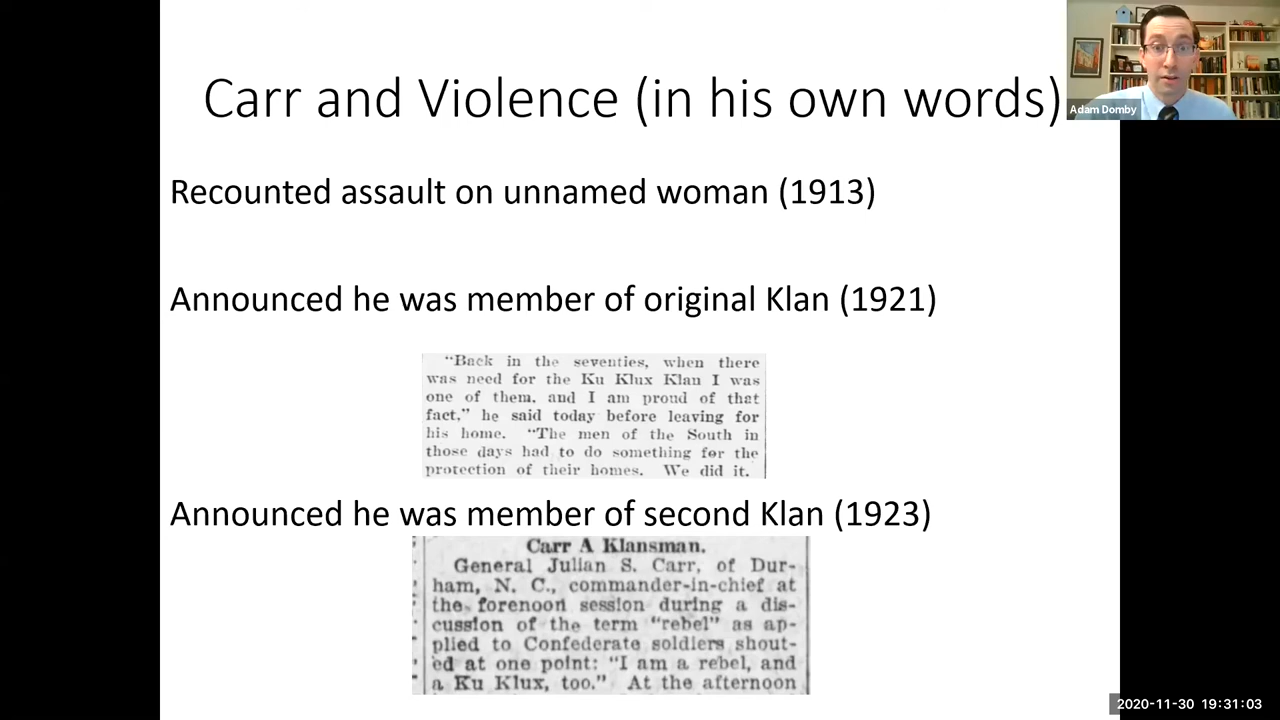 Carr and Violence (in his own words)
Adam Domby
Recounted assault on unnamed woman (1913)
Announced he was member of original Klan (1921)
"Back in the seventies, when there
was need for the Ku Klux Klan I was
one of them, and I am proud of that
fact," he said today before leaving for
his home. "The men of the South in
those days had to do something for the
protection of their homes. We did it.
Announced he was member of second Klan (1923)
Carr A Klansman.
General Julian S. Carr, of Dur-
ham, N. C., commander-in-chief at
the forenoon session during a dis-
cussion of the term "rebel" as ap-
plied to Confederate soldiers shout-
ed at one point: "I am a rebel, and
a Ku Klux, too." At the afternoon
2020-11-30 19:31:03